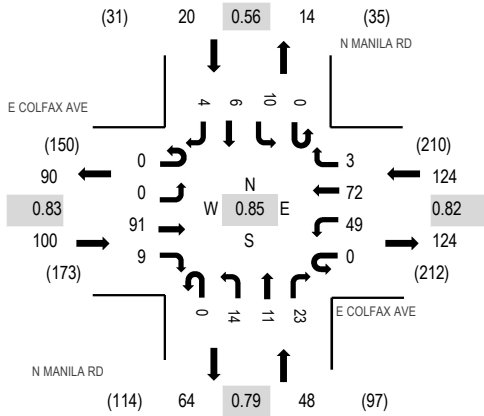 (31) 20 0.56 14 (35)
N MANILA RD
4 6 10 0
E COLFAX AVE
(150) 0 3 (210)
90 0 N 72 124
0.83 W 0.85 E 0.82
100 91 S 49 124
(173) 9 0 (212)
0 14 11 23
E COLFAX AVE
N MANILA RD
(114) 64 0.79 48 (97)